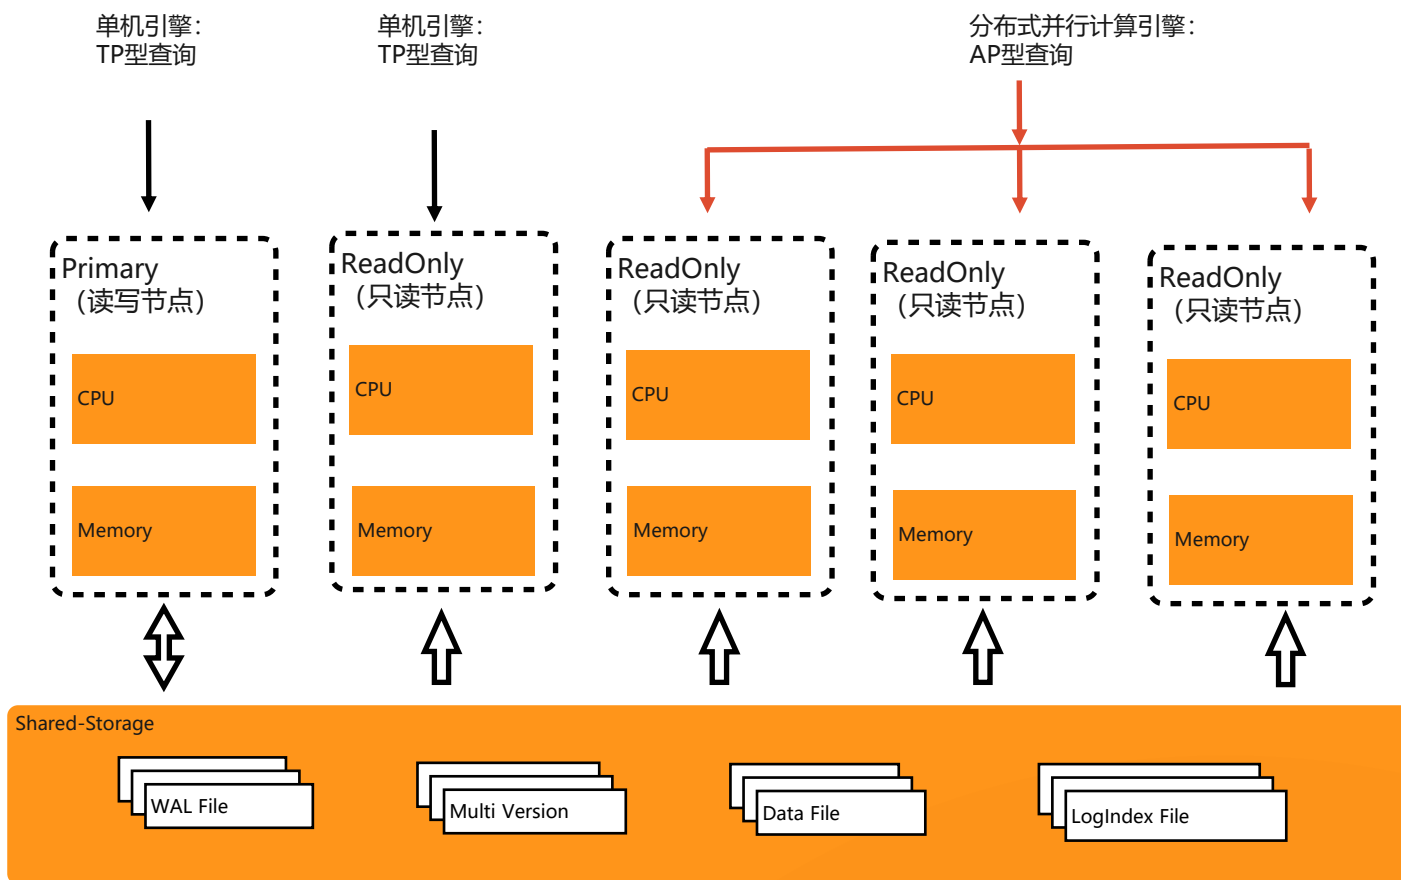 单机引擎：
TP型查询
单机引擎：
TP型查询
分布式并行计算引擎：
AP型查询
Primary
（读写节点）
CPU
Memory
ReadOnly
（只读节点）
CPU
Memory
ReadOnly
（只读节点）
CPU
Memory
ReadOnly
（只读节点）
CPU
Memory
ReadOnly
（只读节点）
CPU
Memory
Shared-Storage
WAL File
Multi Version
Data File
LogIndex File